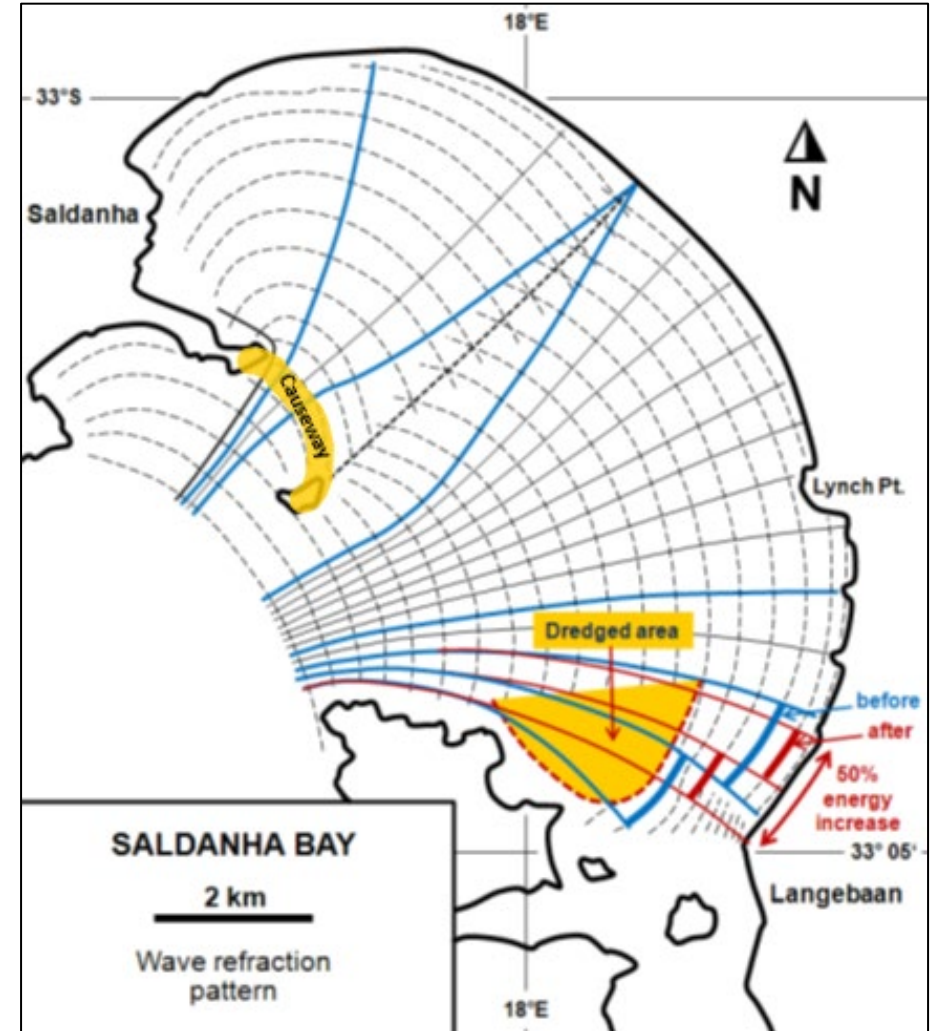 18°E
33°S
N
Saldanha
Causeway
Lynch Pt.
Dredged area
before
after
50%
energy
increase
33° 05'
SALDANHA BAY
2 km
Wave refraction
pattern
Langebaan
18°E